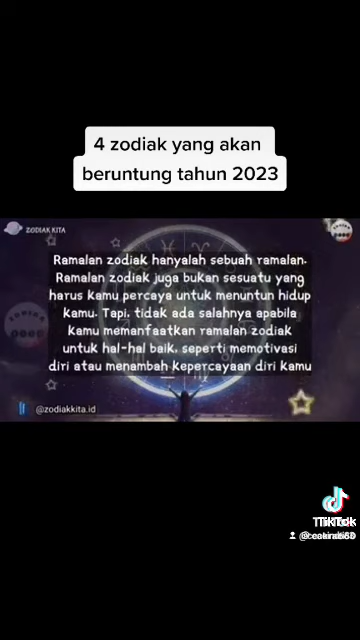 4 zodiak yang akan
beruntung tahun 2023
ZODIAK KITA
Ramalan zodiak hanyalah sebuah ramalan.
Ramalan zodiak juga bukan sesuatu yang
harus kamu percaya untuk menuntun hidup
kamu. Tapi, tidak ada salahnya apabila
kamu memanfaatkan ramalan zodiak
untuk hal-hal baik, seperti memotivasi
diri atau menambah kepercayaan diri kamu
@zodiakkita.id
TikTok